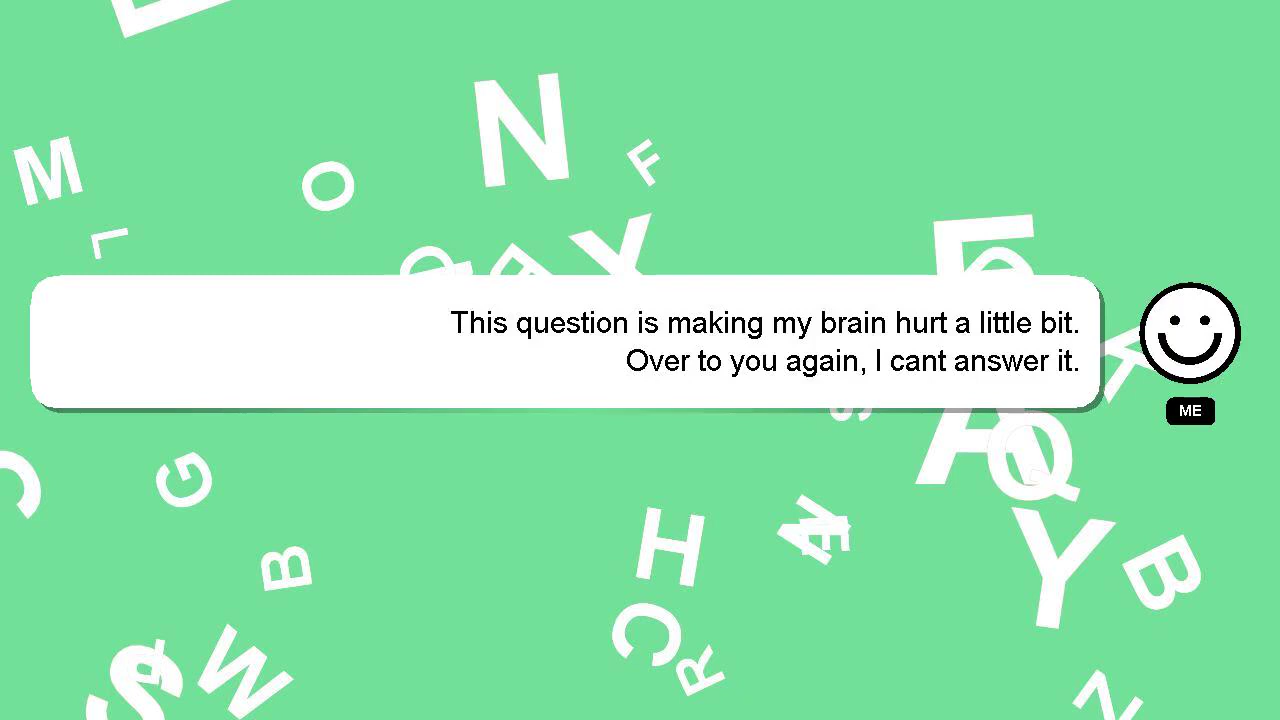 N
M
O
F
L
This question is making my brain hurt a little bit.
Over to you again, I cant answer it.
ME
G
B
H
Y
B
C
R
W
S
Z